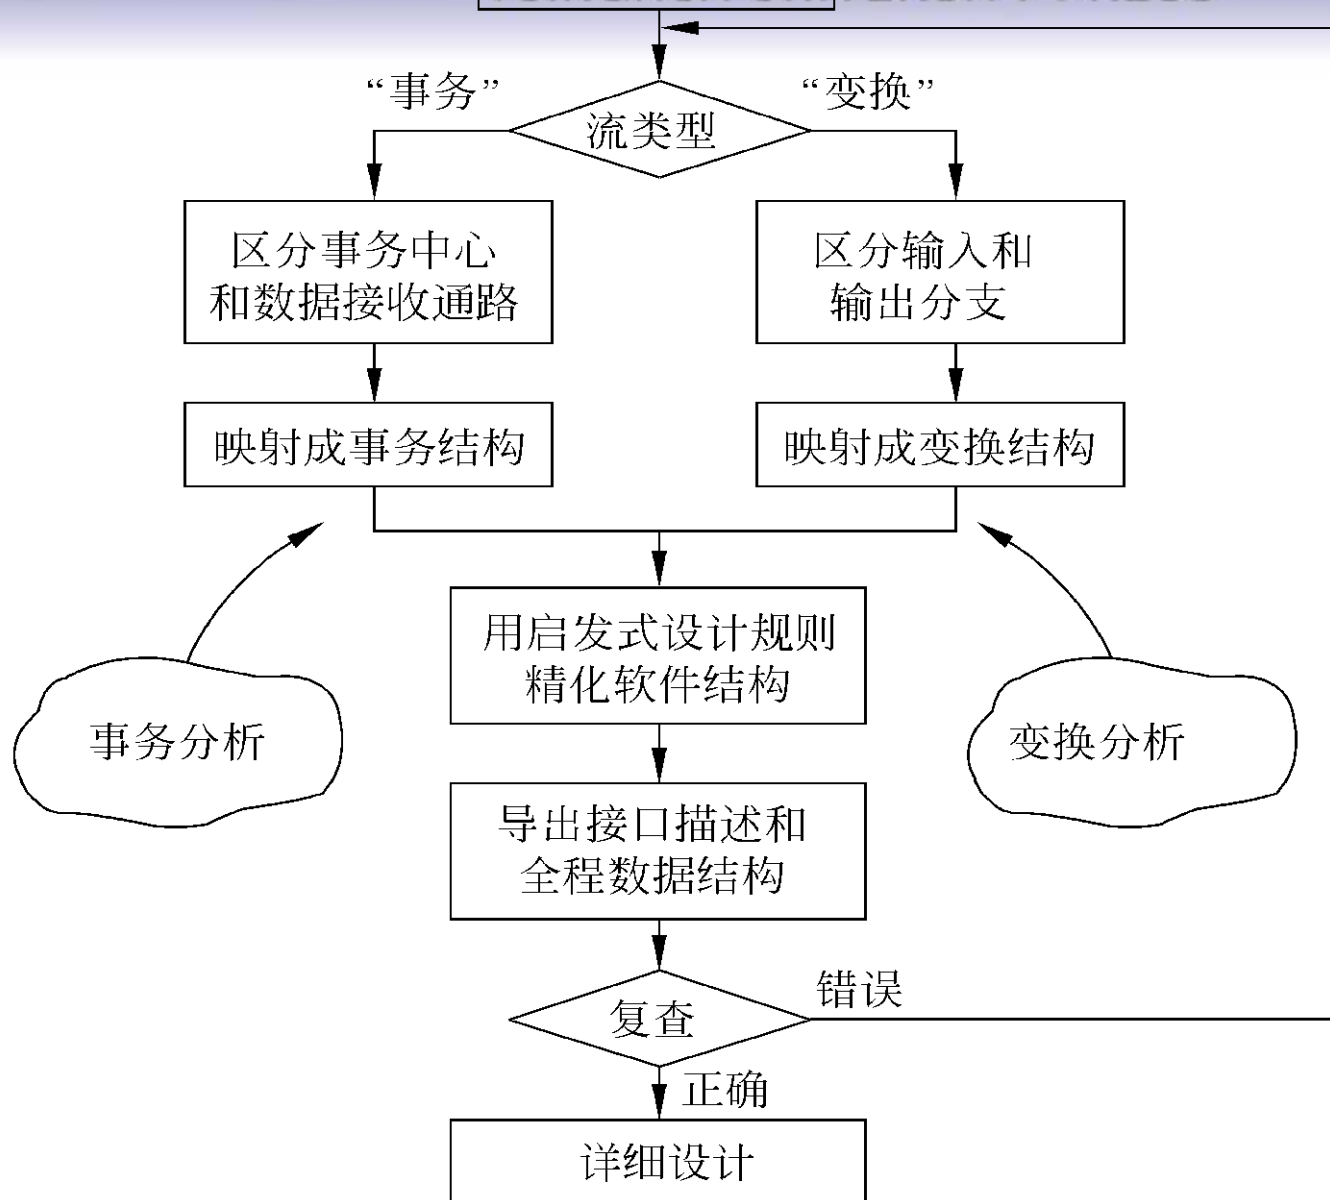 “事务”
“变换”
流类型
区分事务中心
和数据接收通路
区分输入和
输出分支
映射成事务结构
映射成变换结构
用启发式设计规则
精化软件结构
事务分析
变换分析
导出接口描述和
全程数据结构
复查
错误
正确
详细设计